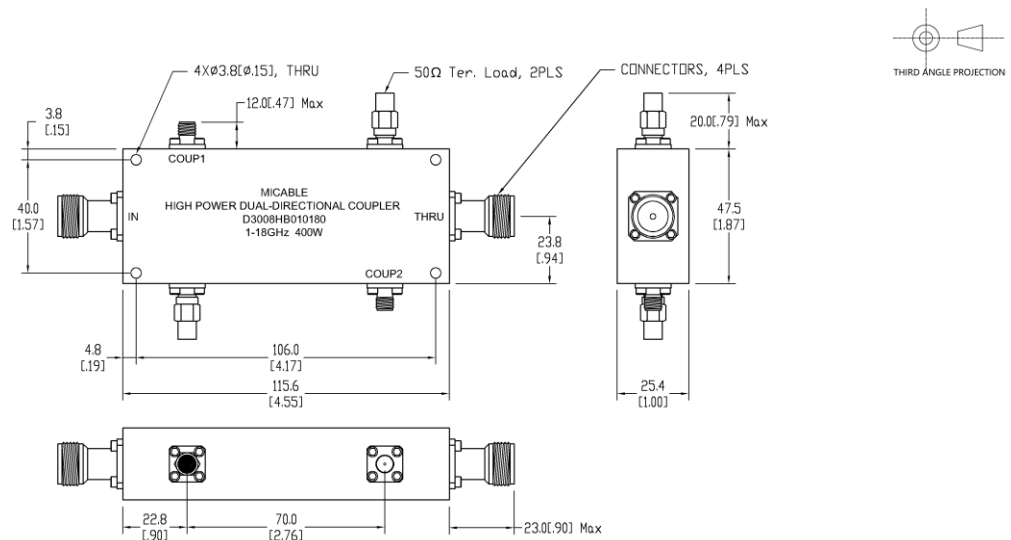 4XØ3.8[Ø.15], THRU
50Ω Ter. Load, 2PLS
CONNECTORS, 4PLS
THIRD ANGLE PROJECTION
12.0[.47] Max
20.0[.79] Max
3.8
[.15]
COUP1
MICABLE
HIGH POWER DUAL-DIRECTIONAL COUPLER
D3008HB010180
1-18GHz 400W
IN
THRU
COUP2
40.0
[1.57]
23.8
[.94]
47.5
[1.87]
4.8
[.19]
106.0
[4.17]
115.6
[4.55]
25.4
[1.00]
22.8
[.90]
70.0
[2.76]
23.0[.90] Max